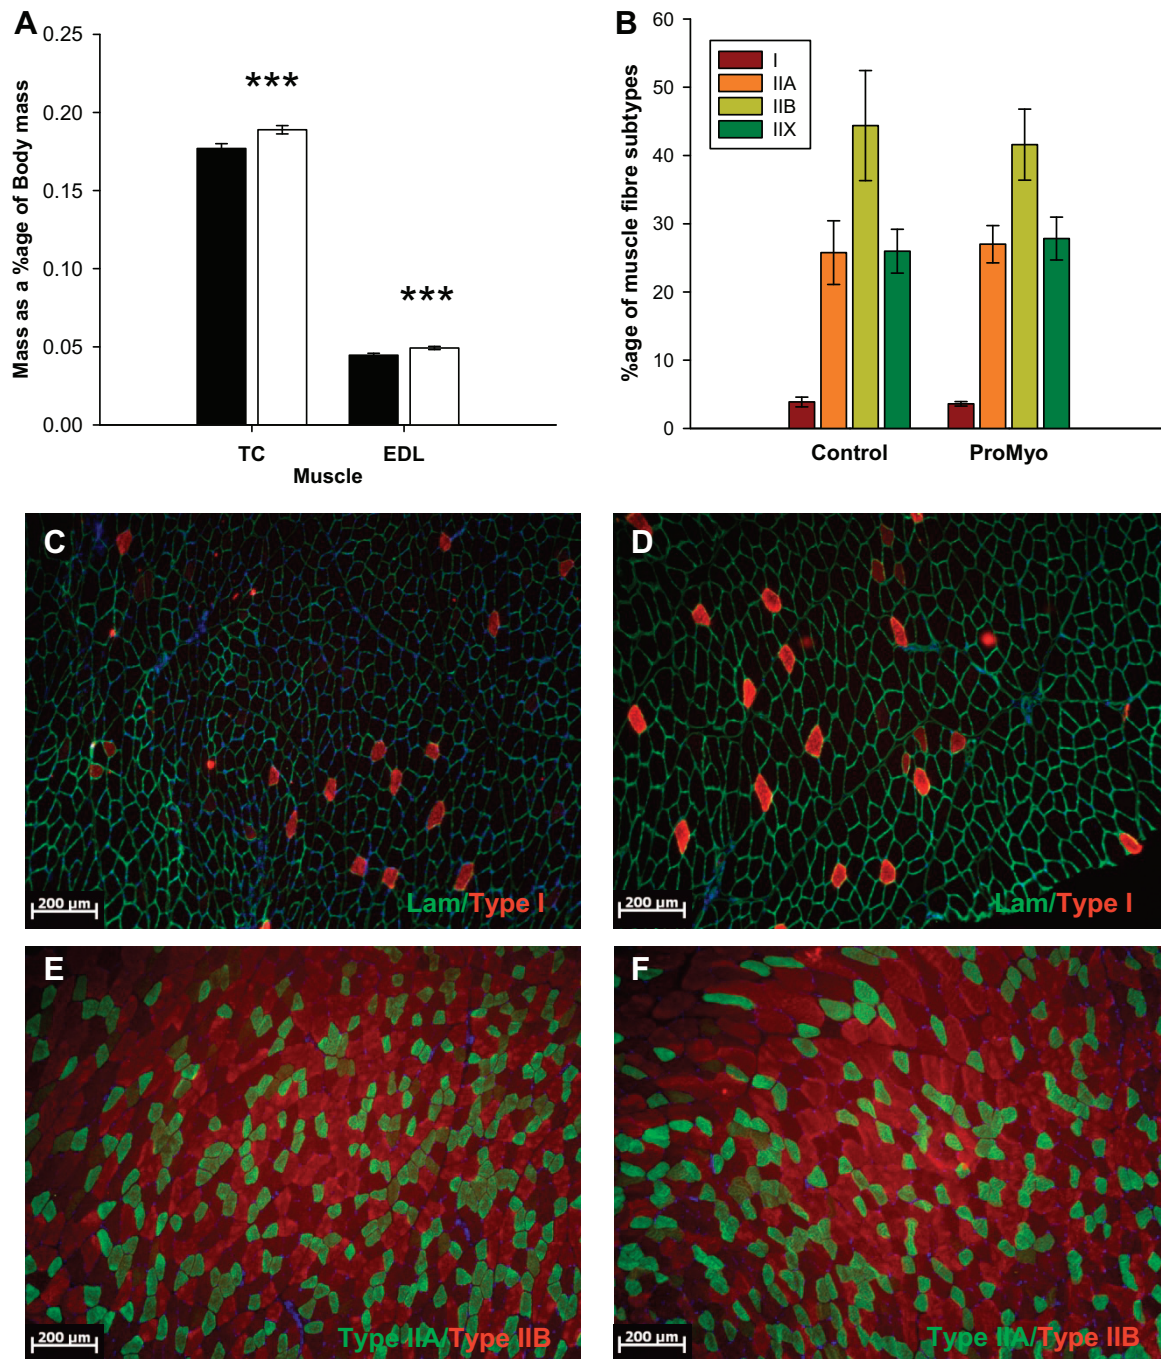 A
Mass as a %age of Body mass
0.25
0.20
0.15
0.10
0.05
0.00
***
***
TC
EDL
Muscle
B
%age of muscle fibre subtypes
60
50
40
30
20
10
0
I
IIA
IIB
IIX
Control
ProMyo
C
200 µm
Lam/Type I
D
200 µm
Lam/Type I
E
200 µm
Type IIA/Type IIB
F
200 µm
Type IIA/Type IIB